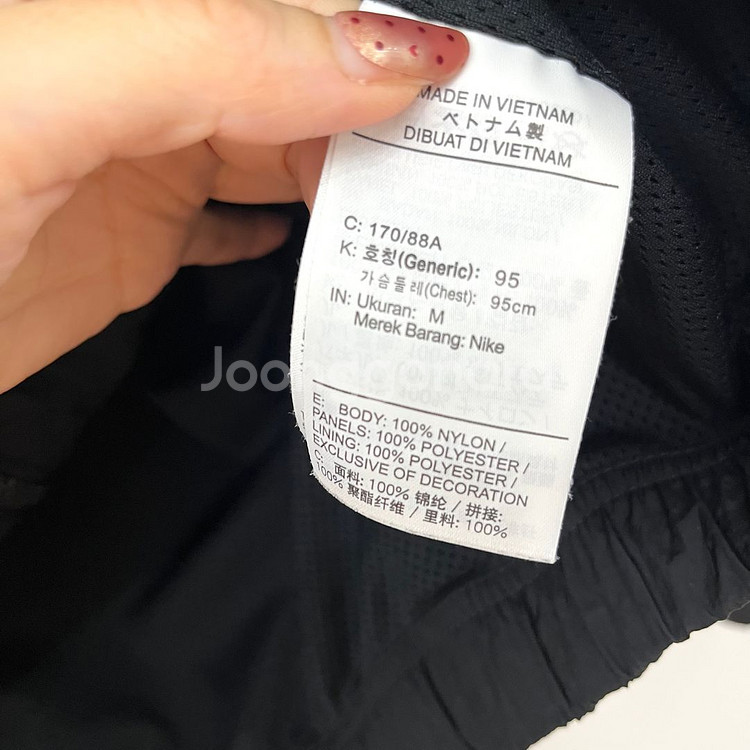 MADE IN VIETNAM
ベトナム製
DIBUAT DI VIETNAM
C: 170/88A
K: 호칭(Generic): 95
가슴둘레(Chest): 95cm
IN: Ukuran: M
Merek Barang: Nike
E: BODY: 100% NYLON /
PANELS: 100% POLYESTER /
LINING: 100% POLYESTER /
EXCLUSIVE OF DECORATION
C: 面料: 100% 锦纶 / 拼接:
100% 聚酯纤维 / 里料: 100%